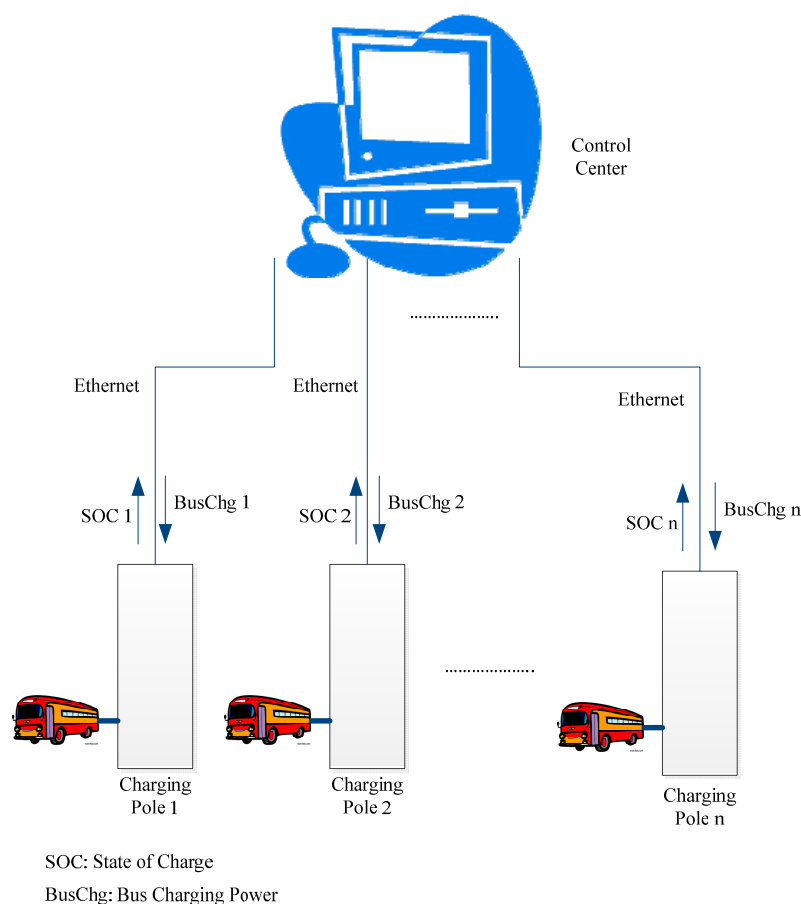 Control
Center
..................
Ethernet
Ethernet
Ethernet
SOC 1
BusChg 1
SOC 2
BusChg 2
SOC n
BusChg n
..................
Charging
Pole 1
Charging
Pole 2
Charging
Pole n
SOC: State of Charge
BusChg: Bus Charging Power